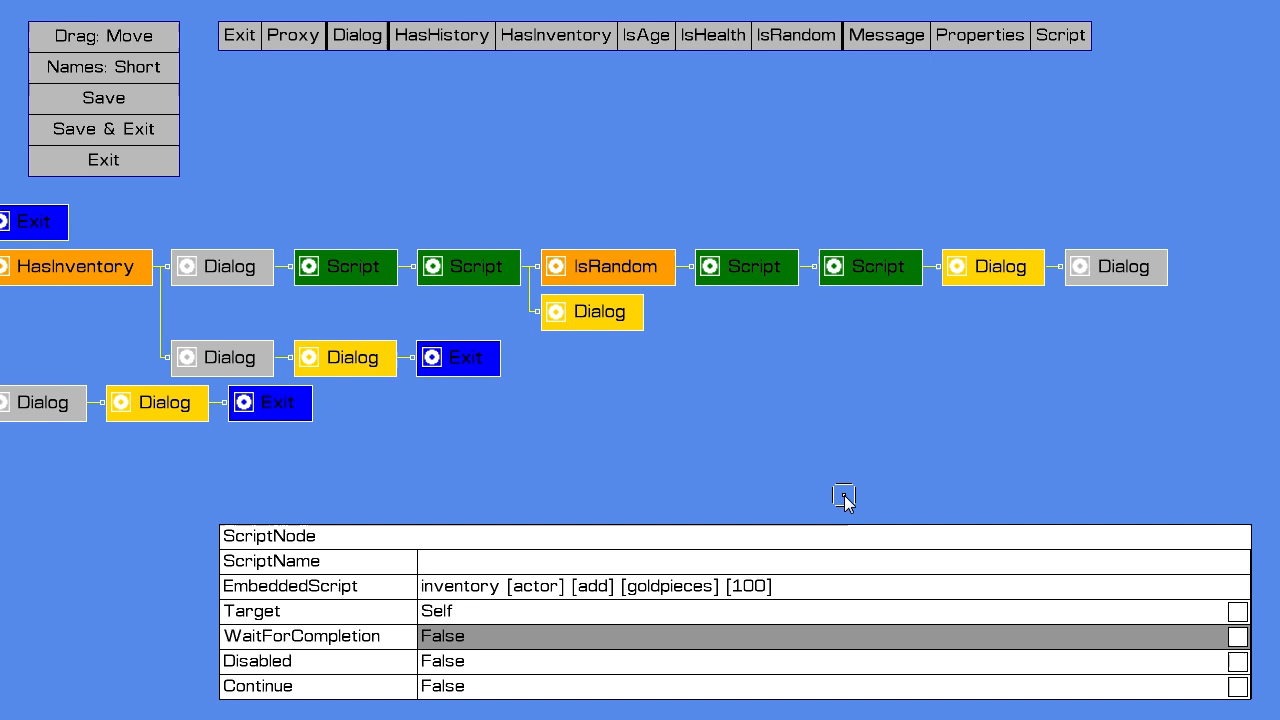 Drag: Move
Names: Short
Save
Save & Exit
Exit
Exit Proxy Dialog HasHistory HasInventory IsAge IsHealth IsRandom Message Properties Script
Exit
HasInventory Dialog Script Script IsRandom Script Script Dialog Dialog
Dialog
Dialog Dialog Exit
Dialog Dialog Exit
ScriptNode
ScriptName
EmbeddedScript inventory [actor] [add] [goldpieces] [100]
Target Self
WaitForCompletion False
Disabled False
Continue False